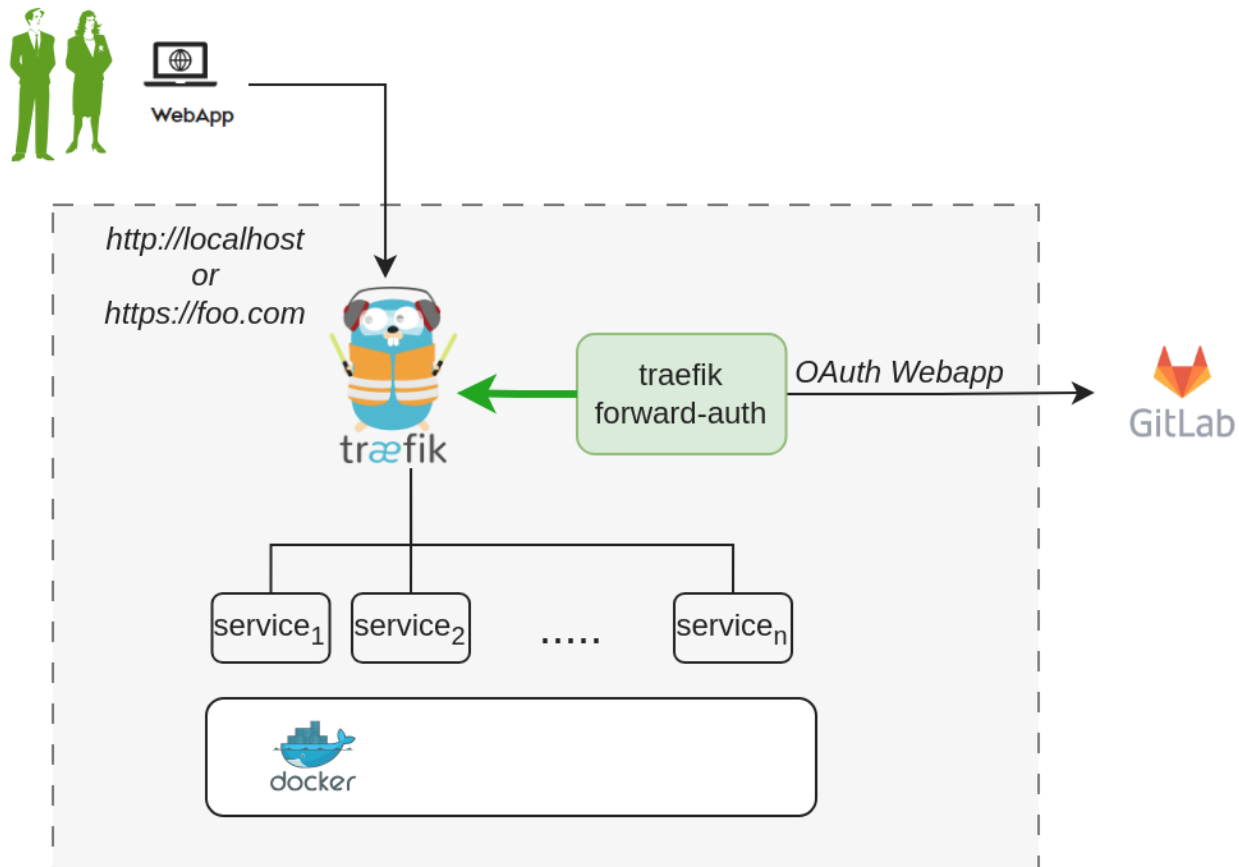 WebApp
http://localhost
or
https://foo.com
træfik
traefik
forward-auth
OAuth Webapp
GitLab
service1
service2
.....
servicen
docker